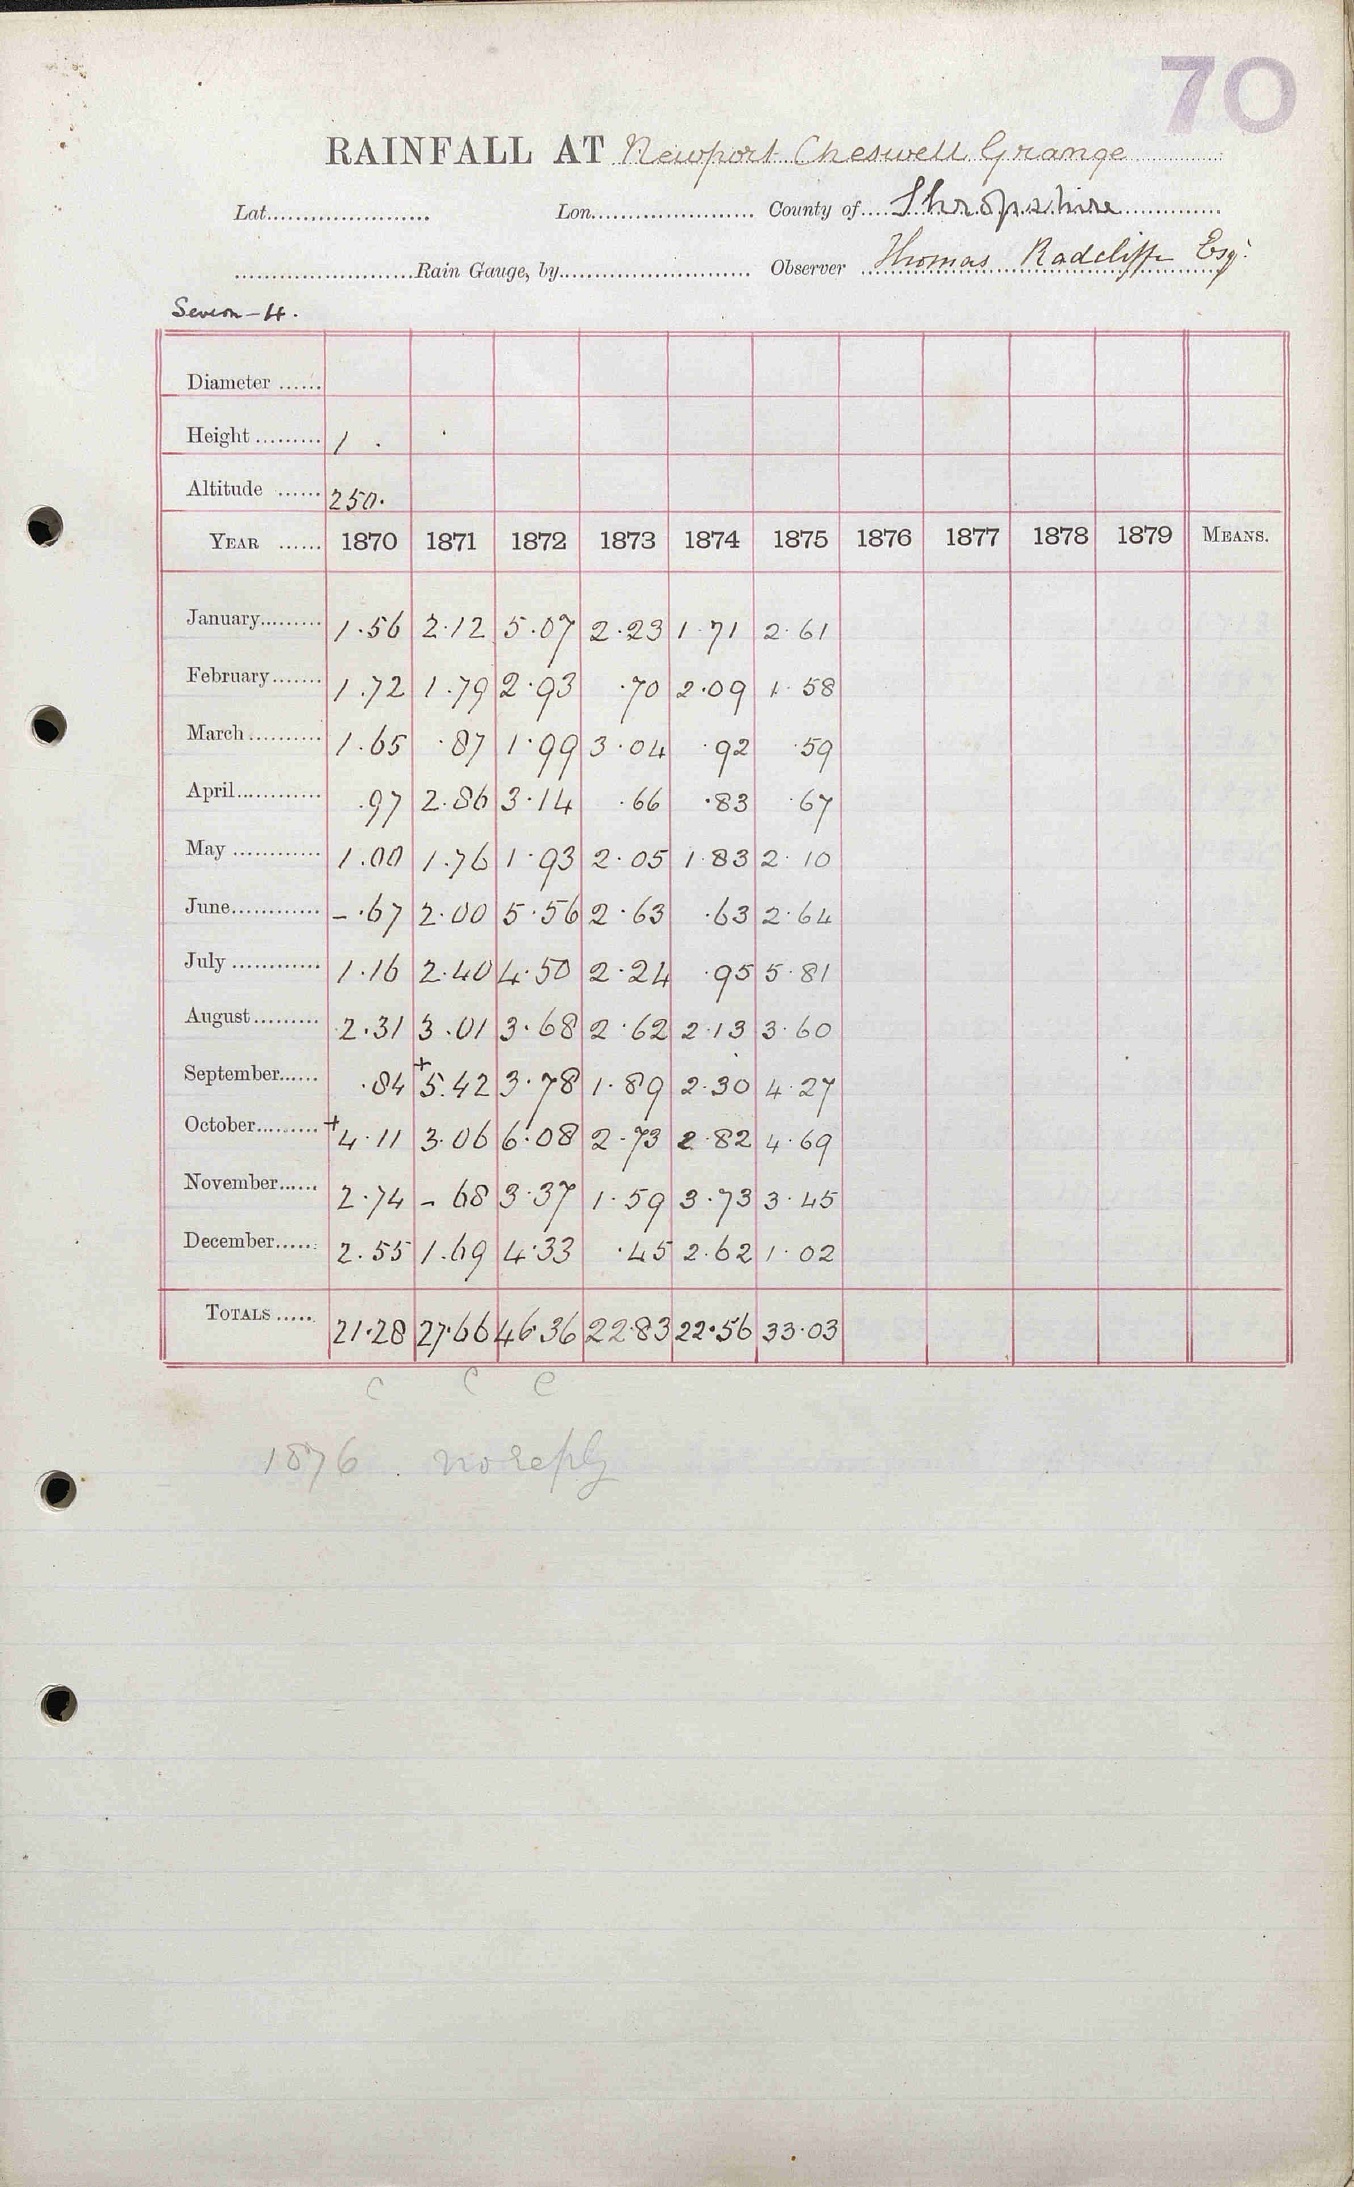 70
RAINFALL AT Newport Cheswell Grange
Lat...................... Lon...................... County of....Shropshire
.........................Rain Gauge, by.......................... Observer Thomas Radcliffe Esq.
Severn-4.
Diameter ......
Height ......... 1 .
Altitude ...... 250.
YEAR ...... 1870 1871 1872 1873 1874 1875 1876 1877 1878 1879 MEANS.
January......... 1.56 2.12 5.07 2.23 1.71 2.61
February....... 1.72 1.79 2.93 .70 2.09 1.58
March.......... 1.65 .87 1.99 3.04 .92 .59
April............ .97 2.86 3.14 .66 .83 .67
May ............ 1.00 1.76 1.93 2.05 1.83 2.10
June............ -.67 2.00 5.56 2.63 .63 2.64
July ............ 1.16 2.40 4.50 2.24 .95 5.81
August......... 2.31 3.01 3.68 2.62 2.13 3.60
September...... .84 +5.42 3.78 1.89 2.30 4.27
October......... +4.11 3.06 6.08 2.73 2.82 4.69
November...... 2.74 - 68 3.37 1.59 3.73 3.45
December...... 2.55 1.69 4.33 .45 2.62 1.02
TOTALS ..... 21.28 27.66 46.36 22.83 22.56 33.03
c c c
1876 . no reply